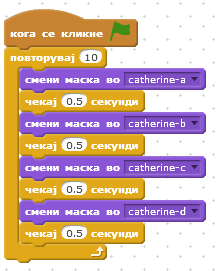 кога се кликне
повторувај 10
смени маска во catherine-a
чекај 0.5 секунди
смени маска во catherine-b
чекај 0.5 секунди
смени маска во catherine-c
чекај 0.5 секунди
смени маска во catherine-d
чекај 0.5 секунди